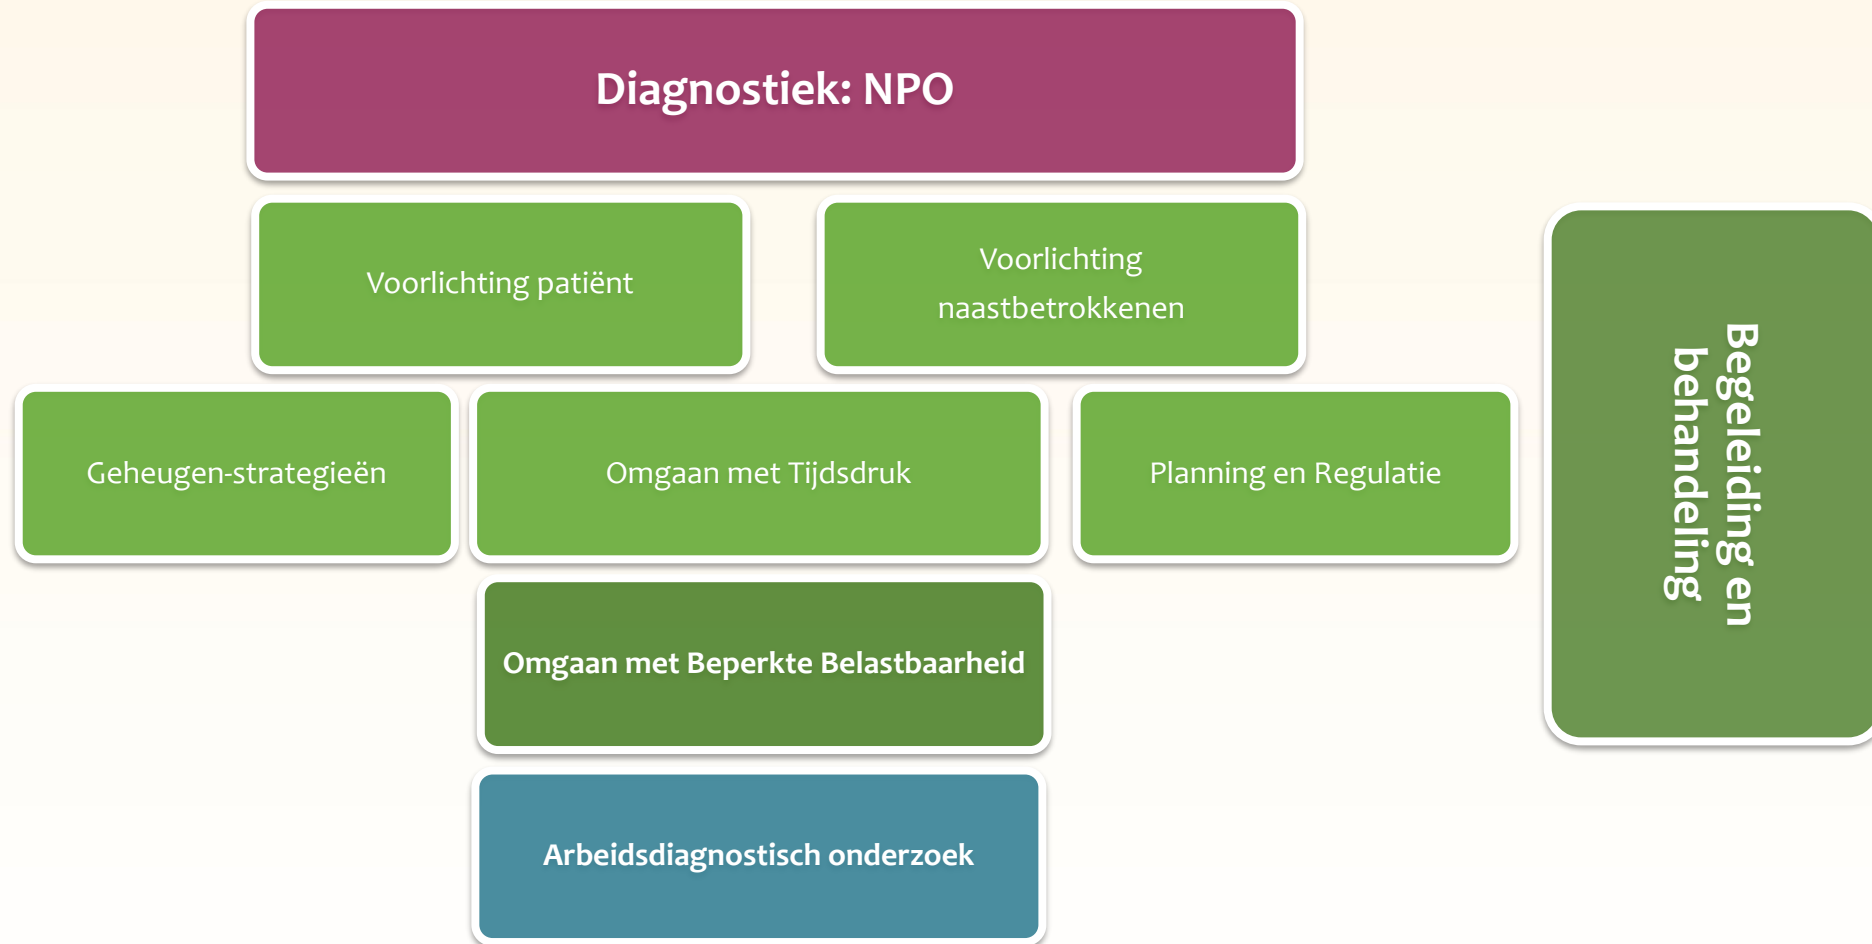 Diagnostiek: NPO
Voorlichting patiënt
Voorlichting
naastbetrokkenen
Geheugen-strategieën
Omgaan met Tijdsdruk
Planning en Regulatie
Omgaan met Beperkte Belastbaarheid
Arbeidsdiagnostisch onderzoek
Begeleiding en
behandeling